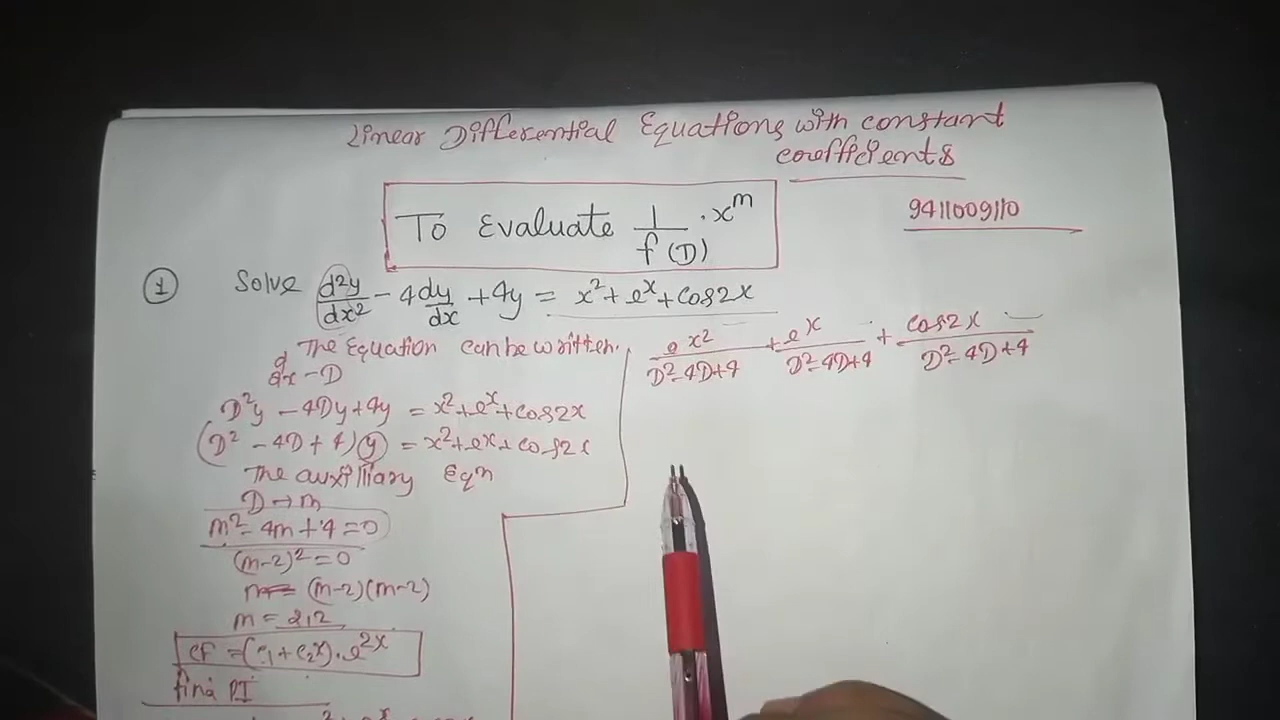 Linear Differential Equations with constant
coefficients
To Evaluate 1/f(D) . x^m
9411009110
① Solve d²y/dx² - 4dy/dx + 4y = x² + e^x + cos2x
The Equation can be written.
d/dx - D
D²y - 4Dy + 4y = x² + e^x + cos2x
(D² - 4D + 4)y = x² + e^x + cos2x
The auxiliary Eqn
D → m
m² - 4m + 4 = 0
(m-2)² = 0
(m-2)(m-2)
m = 2,2
CF = (c₁ + c₂x).e^2x
find PI
x²/D²-4D+4 + e^x/D²-4D+4 + cos2x/D²-4D+4